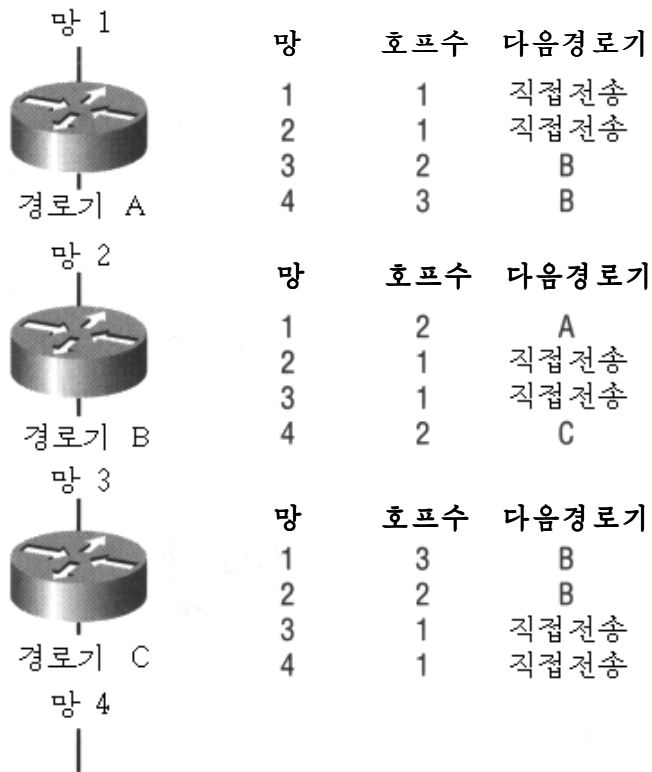 망 1
망 호프수 다음경로기
1 1 직접전송
2 1 직접전송
3 2 B
4 3 B
경로기 A
망 2
망 호프수 다음경로기
1 2 A
2 1 직접전송
3 1 직접전송
4 2 C
경로기 B
망 3
망 호프수 다음경로기
1 3 B
2 2 B
3 1 직접전송
4 1 직접전송
경로기 C
망 4